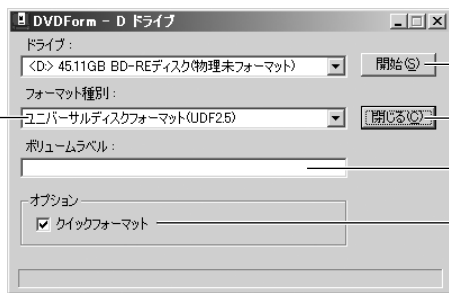 DVDForm - D ドライブ
ドライブ：
<D:> 45.11GB BD-REディスク(物理未フォーマット)
開始(S)
フォーマット種別：
ユニバーサルディスクフォーマット(UDF2.5)
閉じる(C)
ボリュームラベル：
オプション
クイックフォーマット